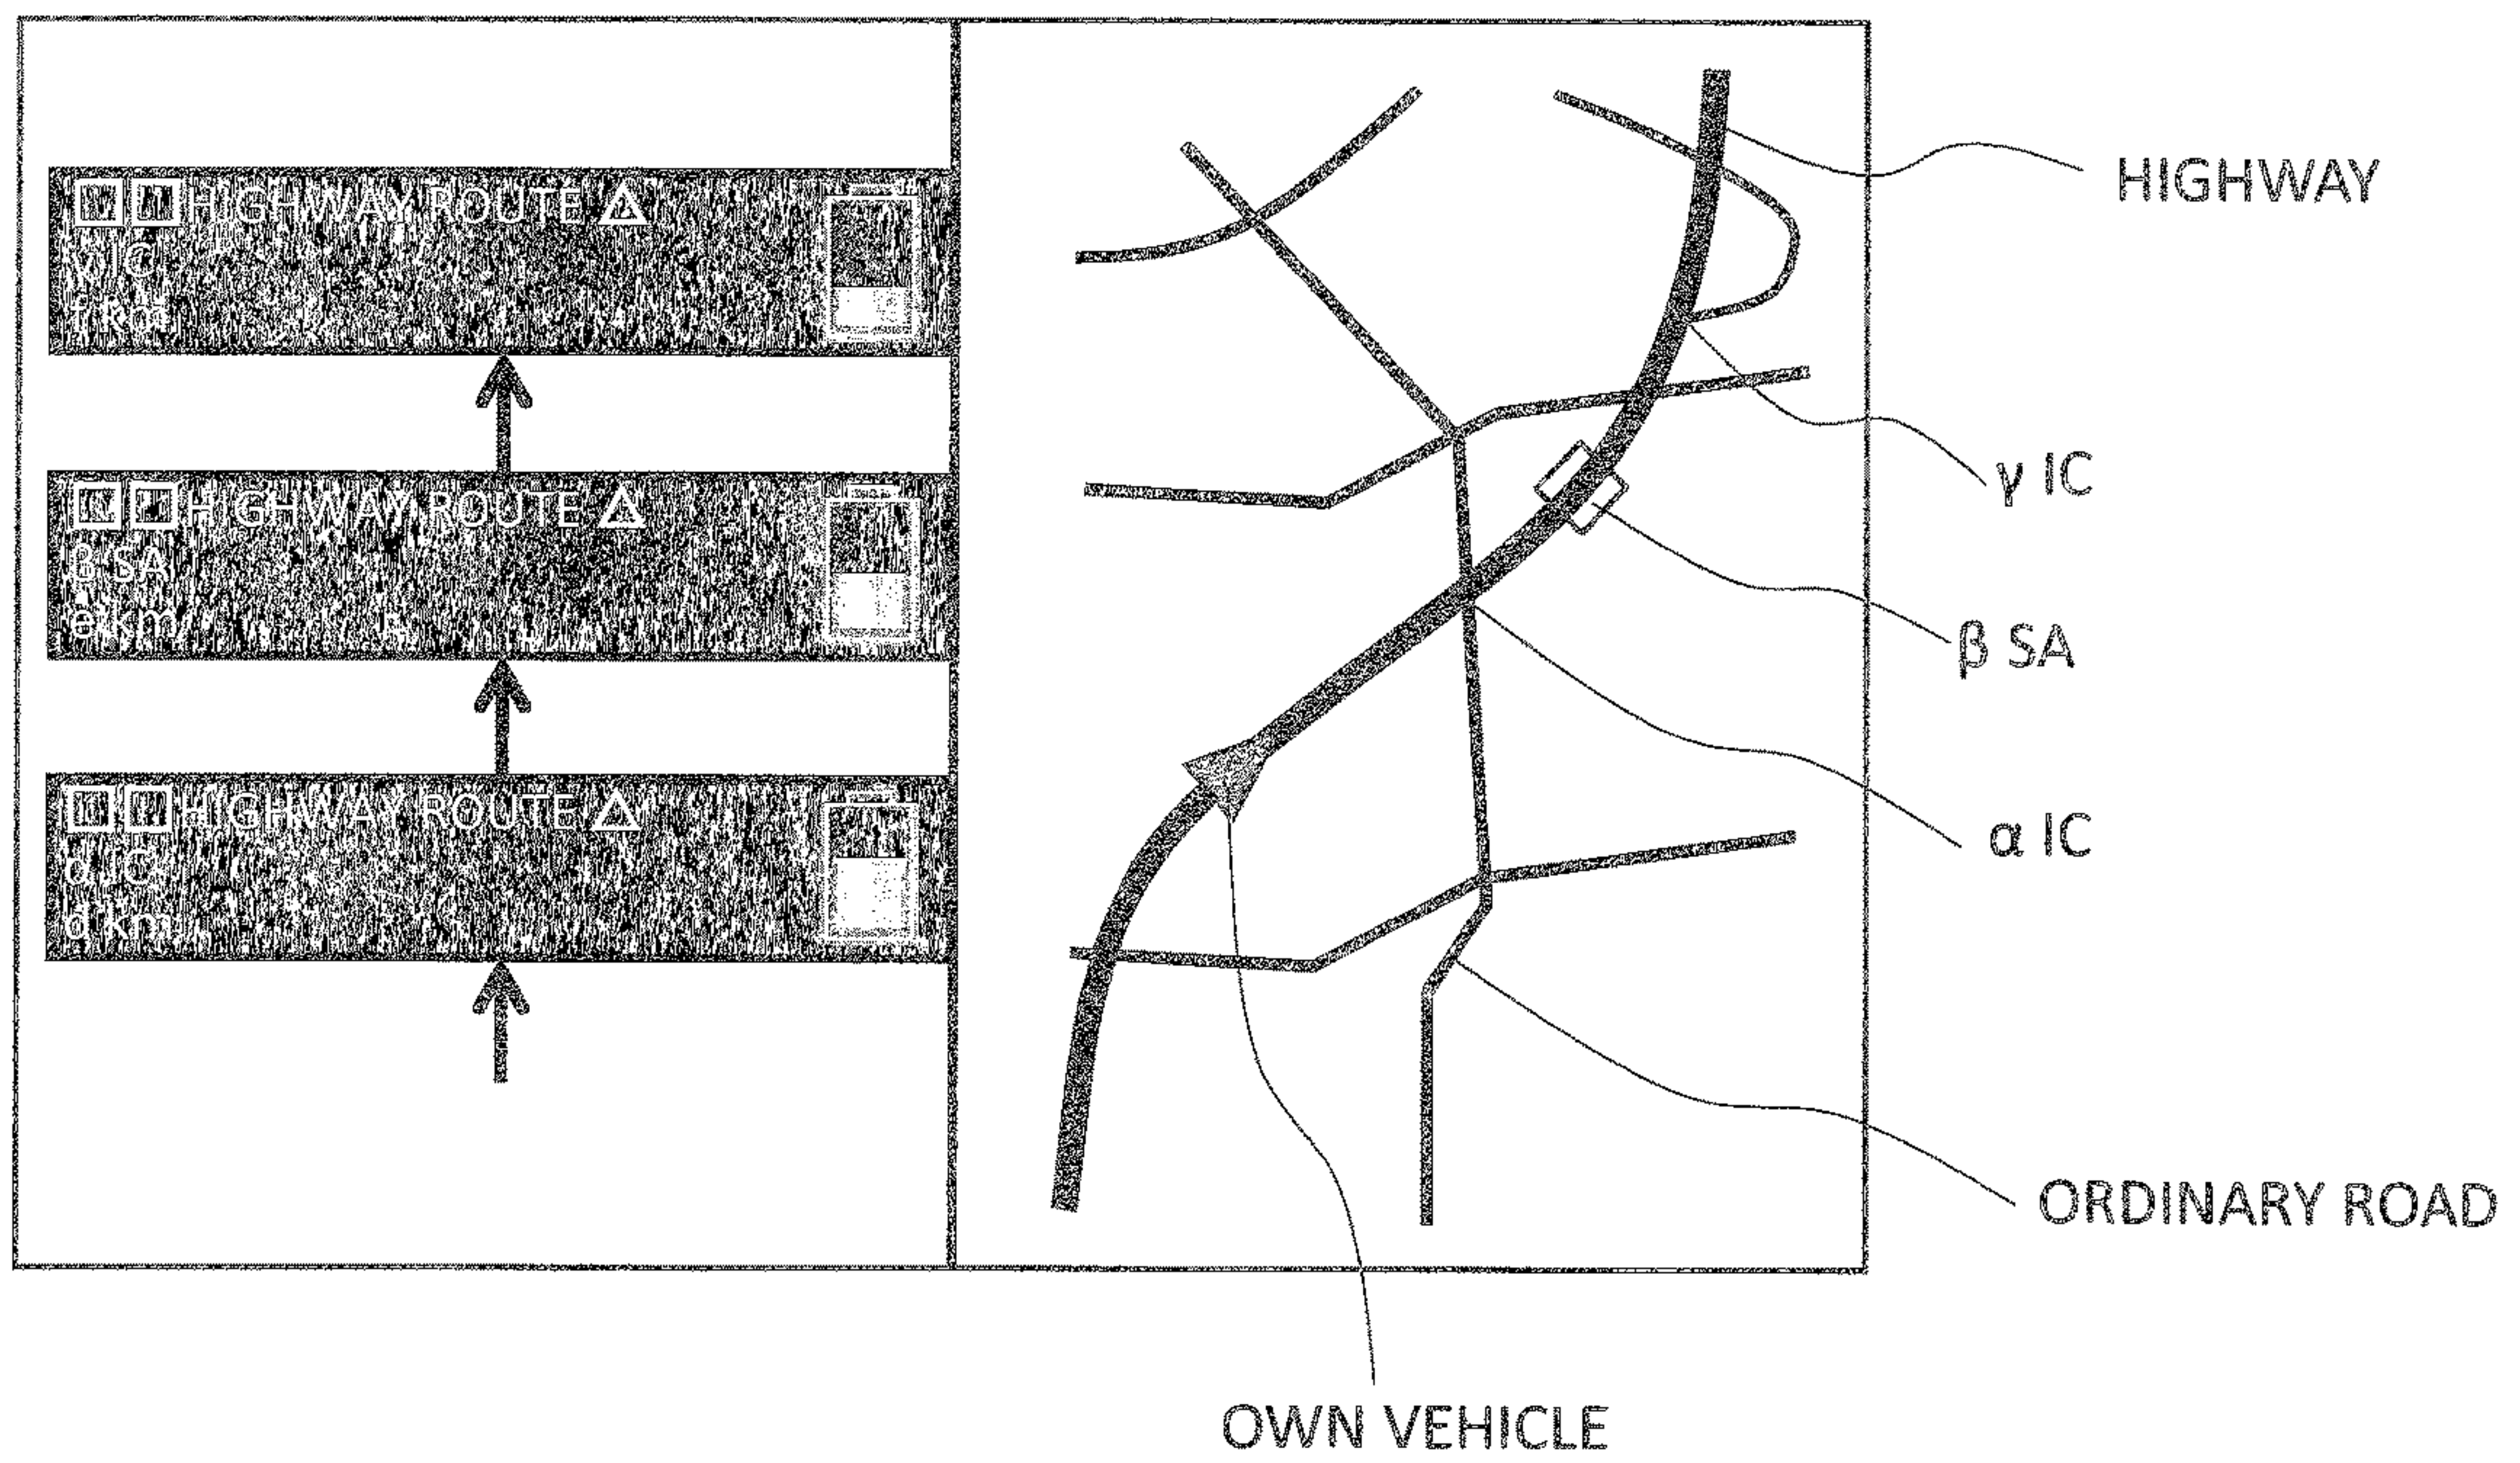 □□HIGHWAY ROUTE △
γ IC
□□HIGHWAY ROUTE △
β SA
e km
□□HIGHWAY ROUTE △
α IC
d km
HIGHWAY
γ IC
β SA
α IC
ORDINARY ROAD
OWN VEHICLE